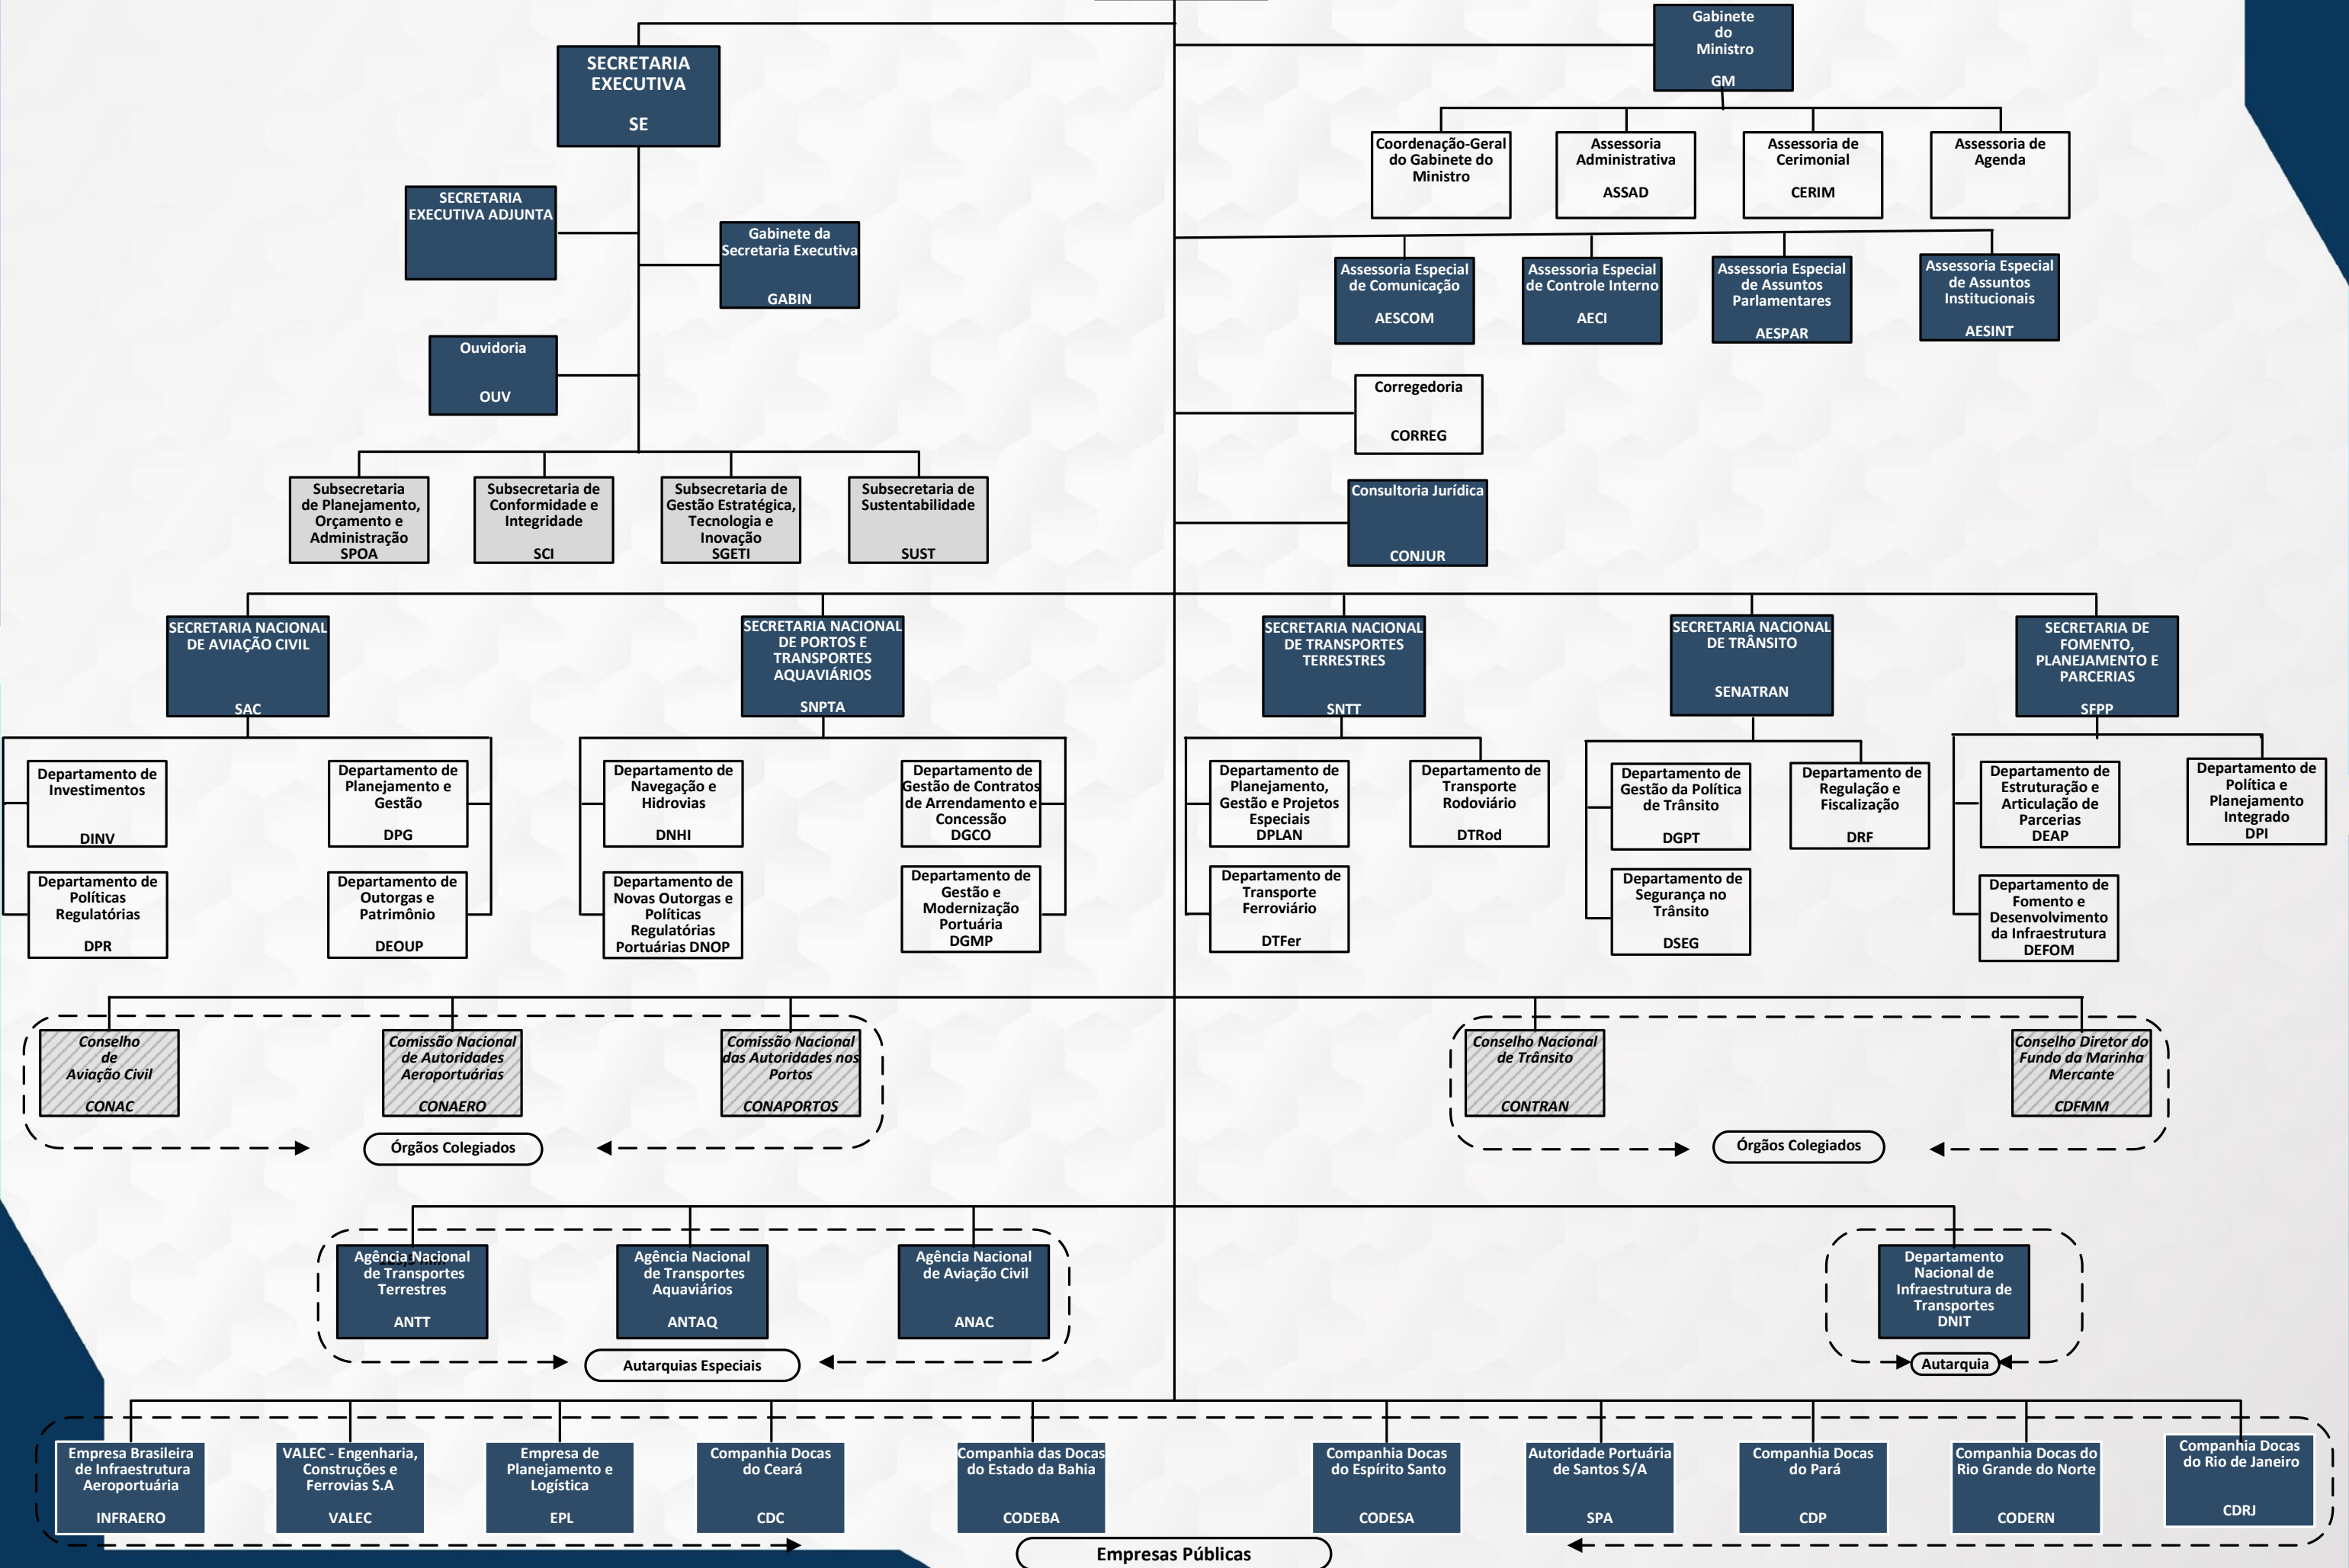 Gabinete
do
Ministro
GM
SECRETARIA
EXECUTIVA
SE
Coordenação-Geral
do Gabinete do
Ministro
Assessoria
Administrativa
ASSAD
Assessoria de
Cerimonial
CERIM
Assessoria de
Agenda
SECRETARIA
EXECUTIVA ADJUNTA
Gabinete da
Secretaria Executiva
GABIN
Assessoria Especial
de Comunicação
AESCOM
Assessoria Especial
de Controle Interno
AECI
Assessoria Especial
de Assuntos
Parlamentares
AESPAR
Assessoria Especial
de Assuntos
Institucionais
AESINT
Ouvidoria
OUV
Corregedoria
CORREG
Subsecretaria
de Planejamento,
Orçamento e
Administração
SPOA
Subsecretaria de
Conformidade e
Integridade
SCI
Subsecretaria de
Gestão Estratégica,
Tecnologia e
Inovação
SGETI
Subsecretaria de
Sustentabilidade
SUST
Consultoria Jurídica
CONJUR
SECRETARIA NACIONAL
DE AVIAÇÃO CIVIL
SAC
SECRETARIA NACIONAL
DE PORTOS E
TRANSPORTES
AQUAVIÁRIOS
SNPTA
SECRETARIA NACIONAL
DE TRANSPORTES
TERRESTRES
SNTT
SECRETARIA NACIONAL
DE TRÂNSITO
SENATRAN
SECRETARIA DE
FOMENTO,
PLANEJAMENTO E
PARCERIAS
SFPP
Departamento de
Investimentos
DINV
Departamento de
Planejamento e
Gestão
DPG
Departamento de
Navegação e
Hidrovias
DNHI
Departamento de
Gestão de Contratos
de Arrendamento e
Concessão
DGCO
Departamento de
Planejamento,
Gestão e Projetos
Especiais
DPLAN
Departamento de
Transporte
Rodoviário
DTRod
Departamento de
Gestão da Política
de Trânsito
DGPT
Departamento de
Regulação e
Fiscalização
DRF
Departamento de
Estruturação e
Articulação de
Parcerias
DEAP
Departamento de
Política e
Planejamento
Integrado
DPI
Departamento de
Políticas
Regulatórias
DPR
Departamento de
Outorgas e
Patrimônio
DEOUP
Departamento de
Novas Outorgas e
Políticas
Regulatórias
Portuárias DNOP
Departamento de
Gestão e
Modernização
Portuária
DGMP
Departamento de
Transporte
Ferroviário
DTFer
Departamento de
Segurança no
Trânsito
DSEG
Departamento de
Fomento e
Desenvolvimento
da Infraestrutura
DEFOM
Conselho
de
Aviação Civil
CONAC
Comissão Nacional
de Autoridades
Aeroportuárias
CONAERO
Comissão Nacional
das Autoridades nos
Portos
CONAPORTOS
Conselho Nacional
de Trânsito
CONTRAN
Conselho Diretor do
Fundo da Marinha
Mercante
CDFMM
Órgãos Colegiados
Órgãos Colegiados
Agência Nacional
de Transportes
Terrestres
ANTT
Agência Nacional
de Transportes
Aquaviários
ANTAQ
Agência Nacional
de Aviação Civil
ANAC
Departamento
Nacional de
Infraestrutura de
Transportes
DNIT
Autarquias Especiais
Autarquia
Empresa Brasileira
de Infraestrutura
Aeroportuária
INFRAERO
VALEC - Engenharia,
Construções e
Ferrovias S.A
VALEC
Empresa de
Planejamento e
Logística
EPL
Companhia Docas
do Ceará
CDC
Companhia das Docas
do Estado da Bahia
CODEBA
Companhia Docas
do Espírito Santo
CODESA
Autoridade Portuária
de Santos S/A
SPA
Companhia Docas
do Pará
CDP
Companhia Docas do
Rio Grande do Norte
CODERN
Companhia Docas
do Rio de Janeiro
CDRJ
Empresas Públicas